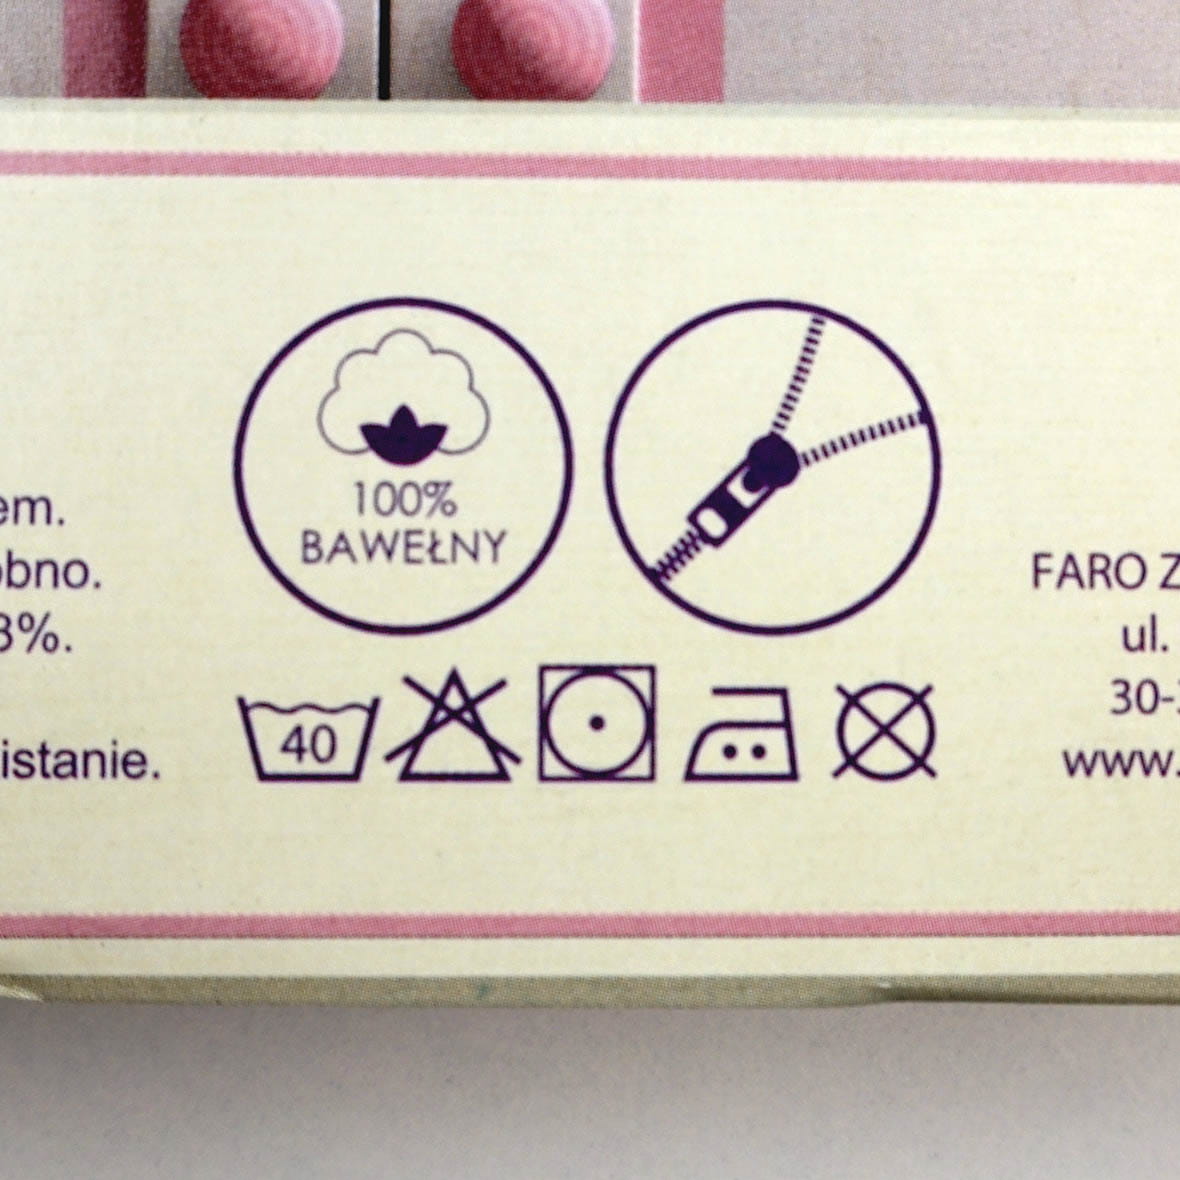 em.
obno.
3%.
istanie.
100%
BAWEŁNY
40
FARO Z
ul.
30-
www.